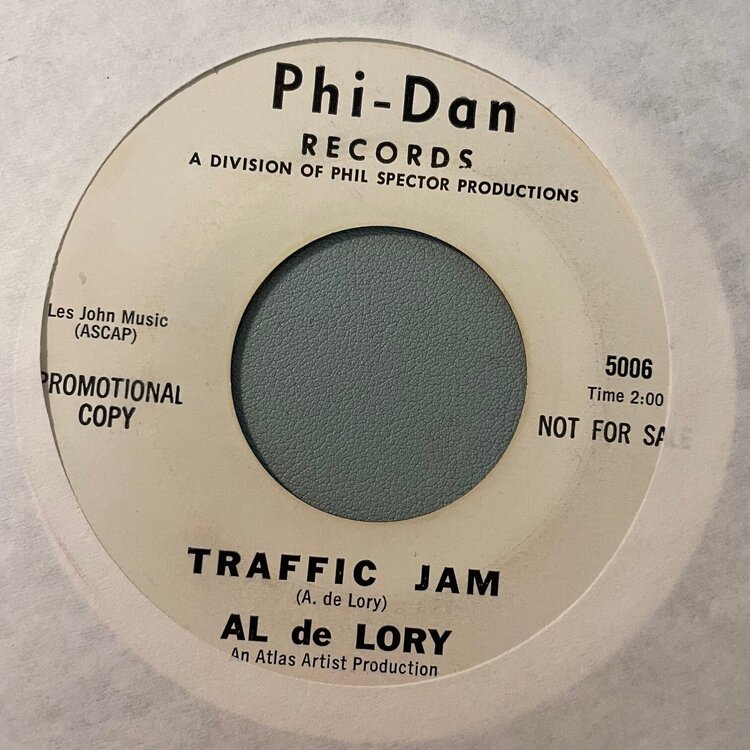 Phi-Dan
RECORDS
A DIVISION OF PHIL SPECTOR PRODUCTIONS
Les John Music
(ASCAP)
PROMOTIONAL
COPY
5006
Time 2:00
NOT FOR SALE
TRAFFIC JAM
(A. de Lory)
AL de LORY
An Atlas Artist Production